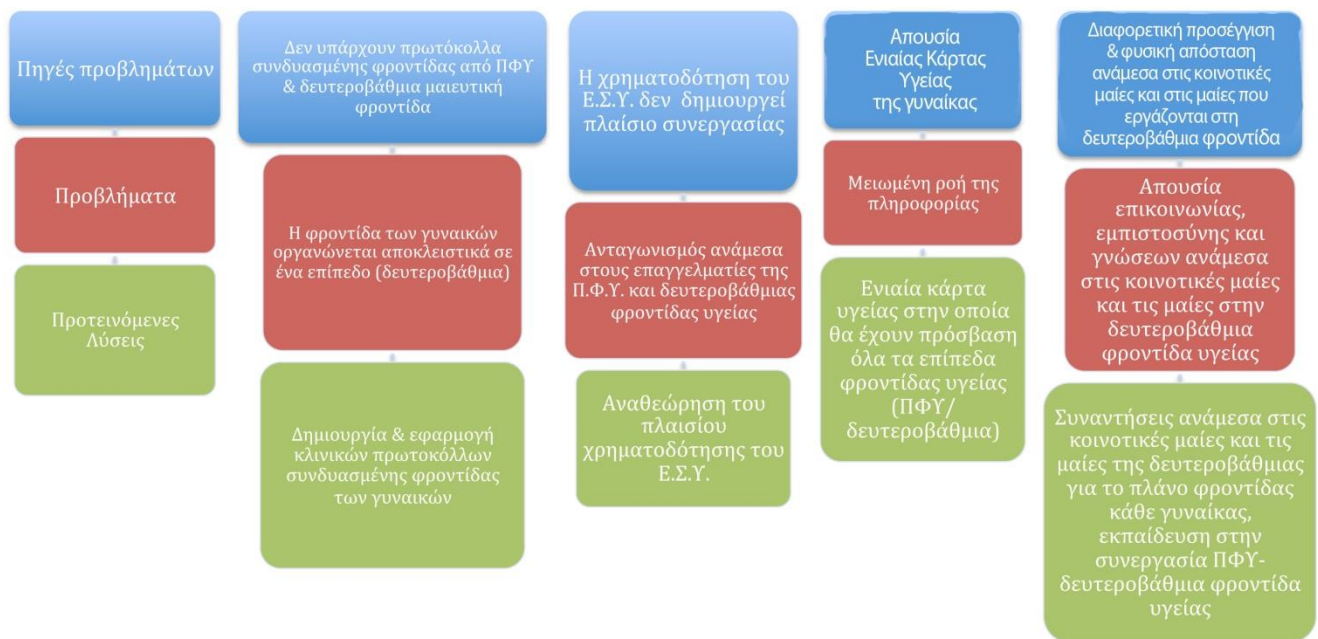 Πηγές προβλημάτων
Προβλήματα
Προτεινόμενες
Λύσεις
Δεν υπάρχουν πρωτόκολλα
συνδυασμένης φροντίδας από ΠΦΥ
& δευτεροβάθμια μαιευτική
φροντίδα
Η φροντίδα των γυναικών
οργανώνεται αποκλειστικά σε
ένα επίπεδο (δευτεροβάθμια)
Δημιουργία & εφαρμογή
κλινικών πρωτοκόλλων
συνδυασμένης φροντίδας
των γυναικών
Η χρηματοδότηση του
Ε.Σ.Υ. δεν δημιουργεί
πλαίσιο συνεργασίας
Ανταγωνισμός ανάμεσα
στους επαγγελματίες της
Π.Φ.Υ. και δευτεροβάθμιας
φροντίδας υγείας
Αναθεώρηση του
πλαισίου
χρηματοδότησης του
Ε.Σ.Υ.
Απουσία
Ενιαίας Κάρτας
Υγείας
της γυναίκας
Μειωμένη ροή της
πληροφορίας
Ενιαία κάρτα
υγείας στην οποία
θα έχουν πρόσβαση
όλα τα επίπεδα
φροντίδας υγείας
(ΠΦΥ/
δευτεροβάθμια)
Διαφορετική προσέγγιση
& φυσική απόσταση
ανάμεσα στις κοινοτικές
μαίες και στις μαίες που
εργάζονται στη
δευτεροβάθμια φροντίδα
Απουσία
επικοινωνίας,
εμπιστοσύνης και
γνώσεων ανάμεσα
στις κοινοτικές μαίες
και τις μαίες στην
δευτεροβάθμια
φροντίδα υγείας
Συναντήσεις ανάμεσα στις
κοινοτικές μαίες και τις
μαίες της δευτεροβάθμιας
για το πλάνο φροντίδας
κάθε γυναίκας,
εκπαίδευση στην
συνεργασία ΠΦΥ-
δευτεροβάθμια φροντίδα
υγείας